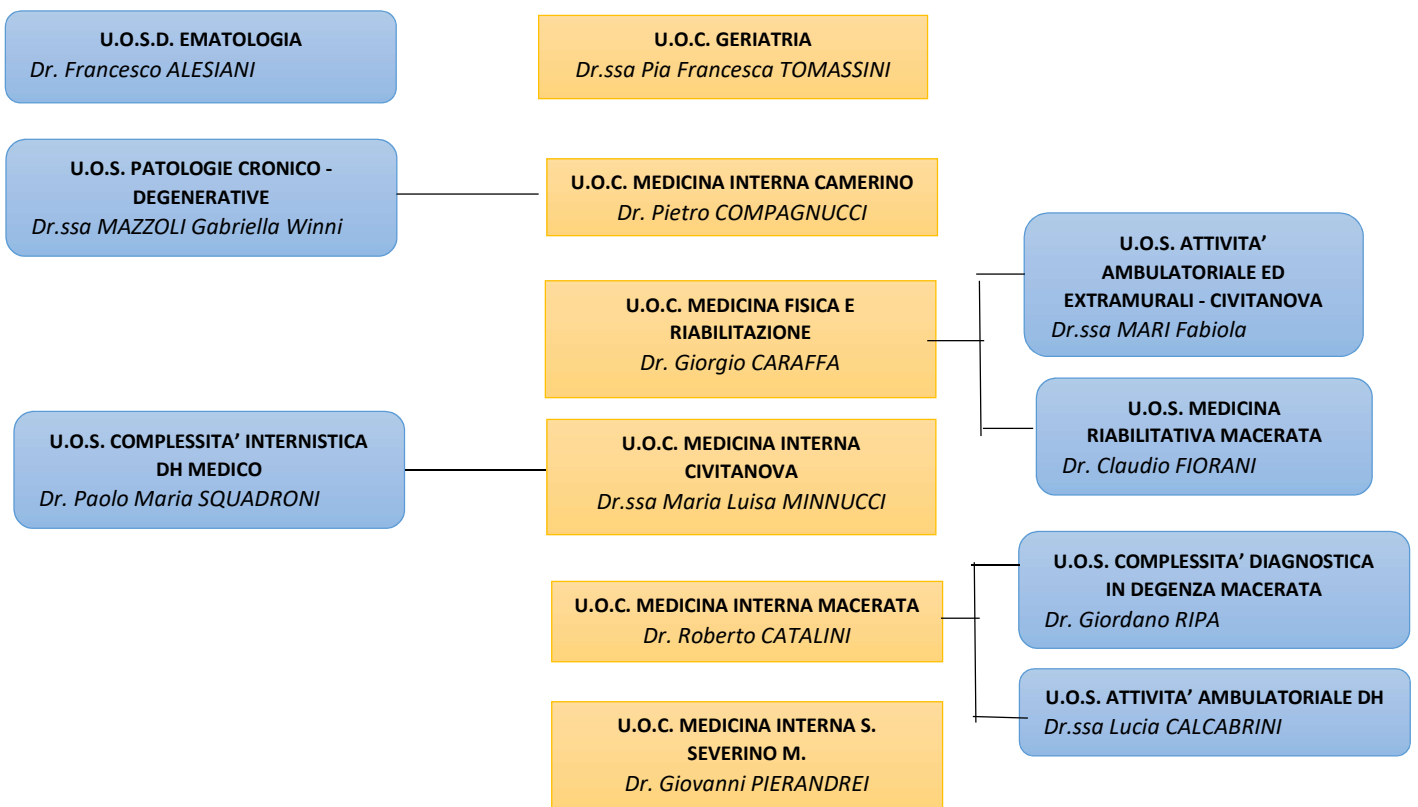 U.O.S.D. EMATOLOGIA
Dr. Francesco ALESIANI
U.O.C. GERIATRIA
Dr.ssa Pia Francesca TOMASSINI
U.O.S. PATOLOGIE CRONICO -
DEGENERATIVE
Dr.ssa MAZZOLI Gabriella Winni
U.O.C. MEDICINA INTERNA CAMERINO
Dr. Pietro COMPAGNUCCI
U.O.C. MEDICINA FISICA E
RIABILITAZIONE
Dr. Giorgio CARAFFA
U.O.S. ATTIVITA’
AMBULATORIALE ED
EXTRAMURALI - CIVITANOVA
Dr.ssa MARI Fabiola
U.O.S. MEDICINA
RIABILITATIVA MACERATA
Dr. Claudio FIORANI
U.O.S. COMPLESSITA’ INTERNISTICA
DH MEDICO
Dr. Paolo Maria SQUADRONI
U.O.C. MEDICINA INTERNA
CIVITANOVA
Dr.ssa Maria Luisa MINNUCCI
U.O.C. MEDICINA INTERNA MACERATA
Dr. Roberto CATALINI
U.O.S. COMPLESSITA’ DIAGNOSTICA
IN DEGENZA MACERATA
Dr. Giordano RIPA
U.O.S. ATTIVITA’ AMBULATORIALE DH
Dr.ssa Lucia CALCABRINI
U.O.C. MEDICINA INTERNA S.
SEVERINO M.
Dr. Giovanni PIERANDREI